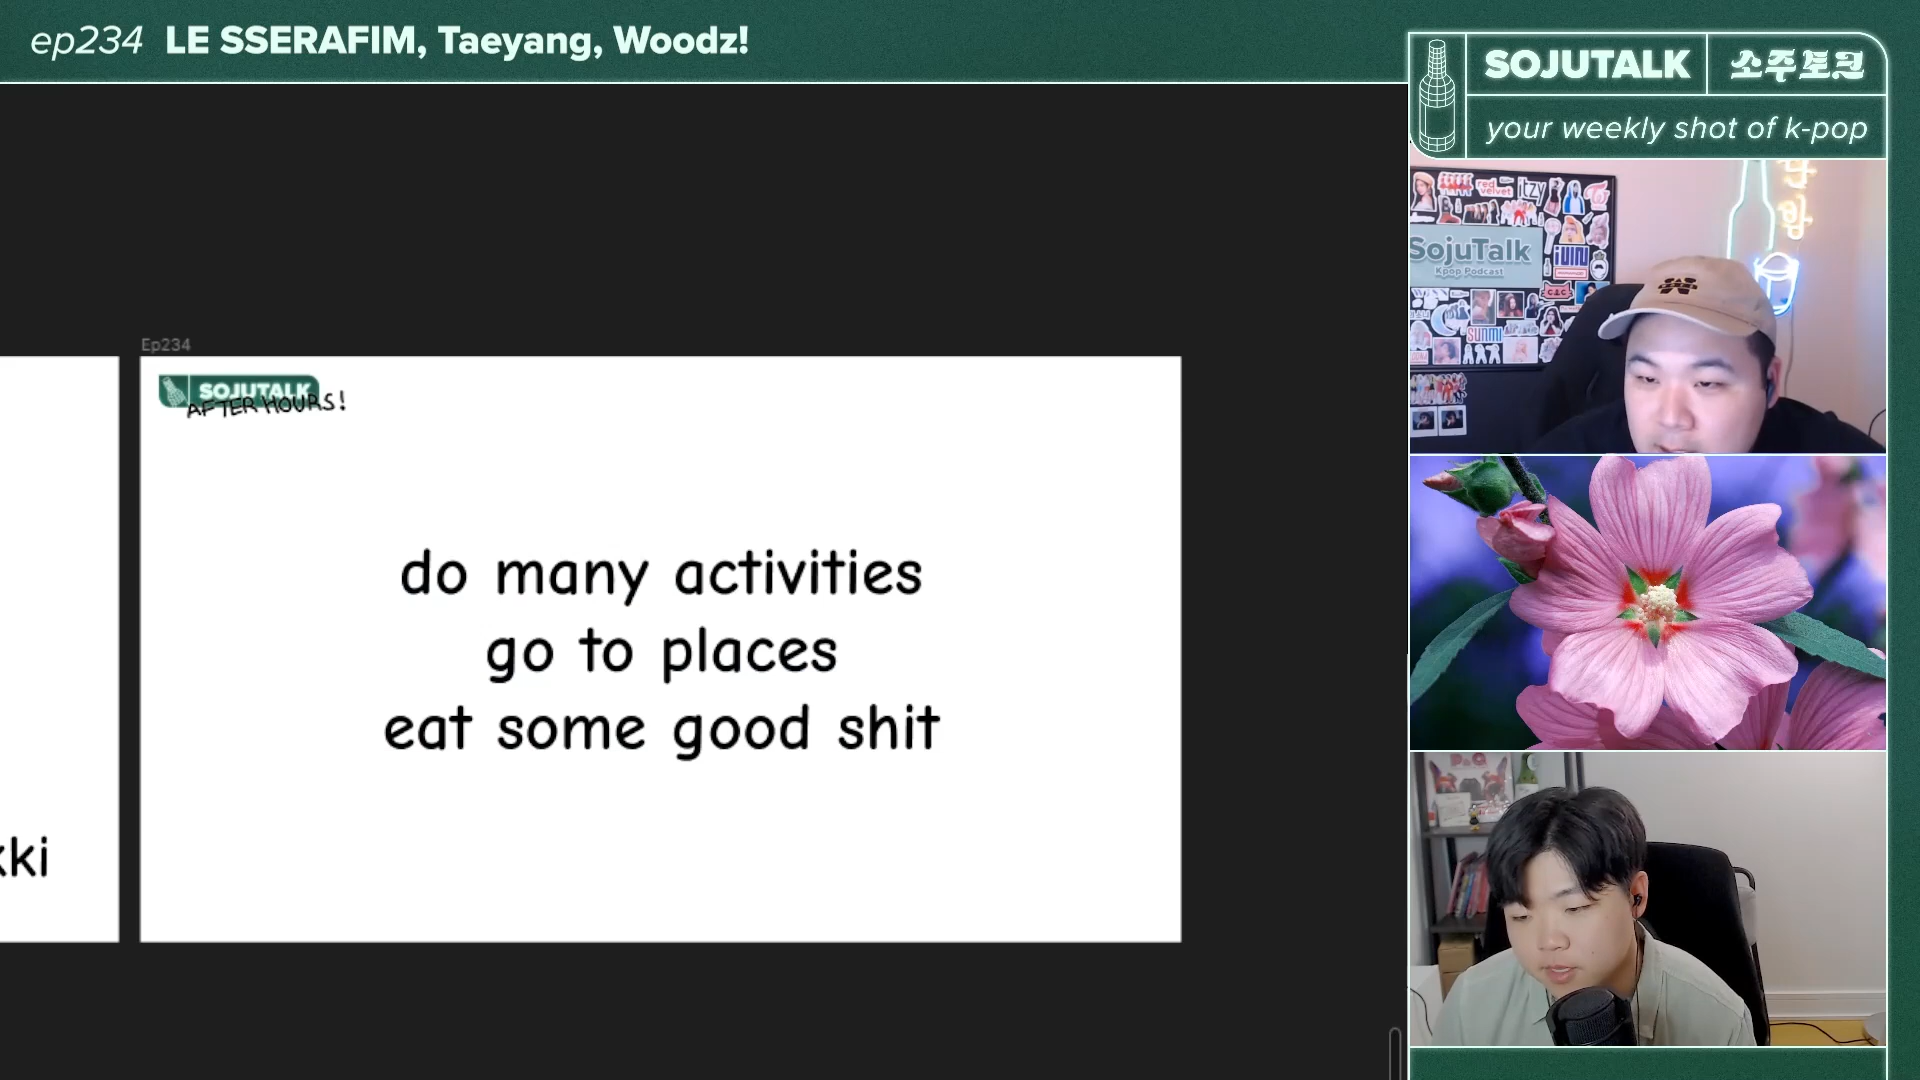 ep234 LE SSERAFIM, Taeyang, Woodz!
SOJUTALK 소주토크
your weekly shot of k-pop
red velvet
itzy
SojuTalk
Kpop Podcast
CLC
SUNMI
Ep234
SOJUTALK
AFTER HOURS!
do many activities
go to places
eat some good shit
kki